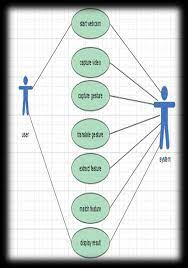 start webcam
capture video
capture gesture
translate gesture
extract feature
match feature
display result
user
system